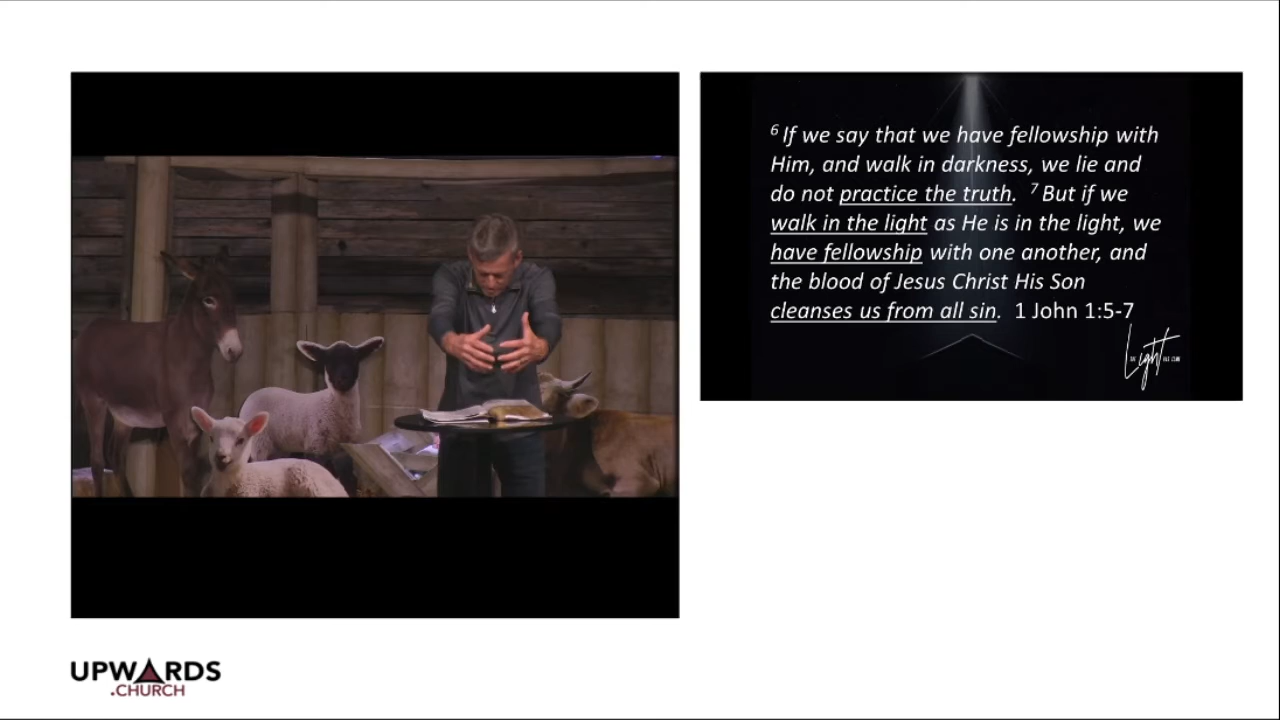 ⁶ If we say that we have fellowship with
Him, and walk in darkness, we lie and
do not practice the truth. ⁷ But if we
walk in the light as He is in the light, we
have fellowship with one another, and
the blood of Jesus Christ His Son
cleanses us from all sin. 1 John 1:5-7
Light
UPWARDS
.CHURCH